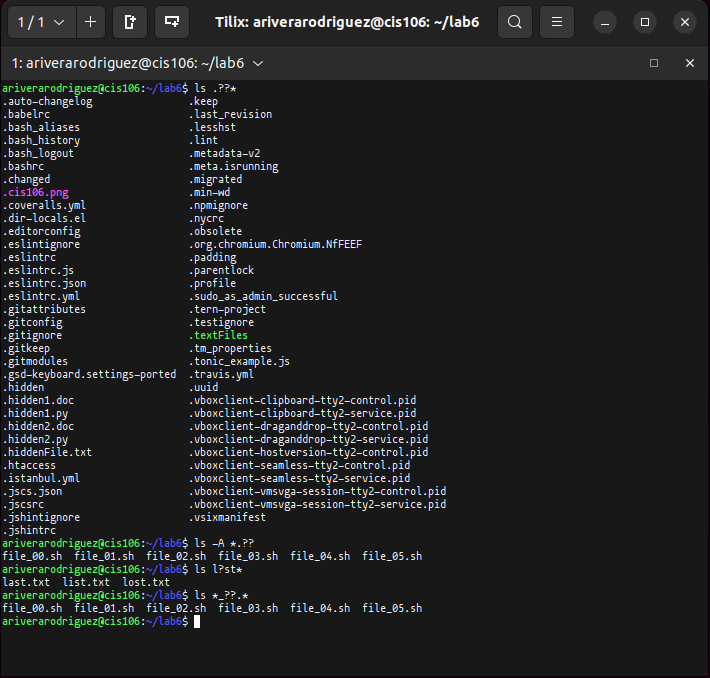 1 / 1
Tilix: ariverarodriguez@cis106: ~/lab6
1: ariverarodriguez@cis106: ~/lab6
ariverarodriguez@cis106:~/lab6$ ls .??*
.auto-changelog .keep
.babelrc .last_revision
.bash_aliases .lesshst
.bash_history .lint
.bash_logout .metadata-v2
.bashrc .meta.isrunning
.changed .migrated
.cis106.png .min-wd
.coveralls.yml .npmignore
.dir-locals.el .nycrc
.editorconfig .obsolete
.eslintignore .org.chromium.Chromium.NfFEEF
.eslintrc .padding
.eslintrc.js .parentlock
.eslintrc.json .profile
.eslintrc.yml .sudo_as_admin_successful
.gitattributes .tern-project
.gitconfig .testignore
.gitignore .textFiles
.gitkeep .tm_properties
.gitmodules .tonic_example.js
.gsd-keyboard.settings-ported .travis.yml
.hidden .uuid
.hidden1.doc .vboxclient-clipboard-tty2-control.pid
.hidden1.py .vboxclient-clipboard-tty2-service.pid
.hidden2.doc .vboxclient-draganddrop-tty2-control.pid
.hidden2.py .vboxclient-draganddrop-tty2-service.pid
.hiddenFile.txt .vboxclient-hostversion-tty2-control.pid
.htaccess .vboxclient-seamless-tty2-control.pid
.istanbul.yml .vboxclient-seamless-tty2-service.pid
.jscs.json .vboxclient-vmsvga-session-tty2-control.pid
.jscsrc .vboxclient-vmsvga-session-tty2-service.pid
.jshintignore .vsixmanifest
.jshintrc
ariverarodriguez@cis106:~/lab6$ ls -A *.??
file_00.sh file_01.sh file_02.sh file_03.sh file_04.sh file_05.sh
ariverarodriguez@cis106:~/lab6$ ls l?st*
last.txt list.txt lost.txt
ariverarodriguez@cis106:~/lab6$ ls *_??.*
file_00.sh file_01.sh file_02.sh file_03.sh file_04.sh file_05.sh
ariverarodriguez@cis106:~/lab6$